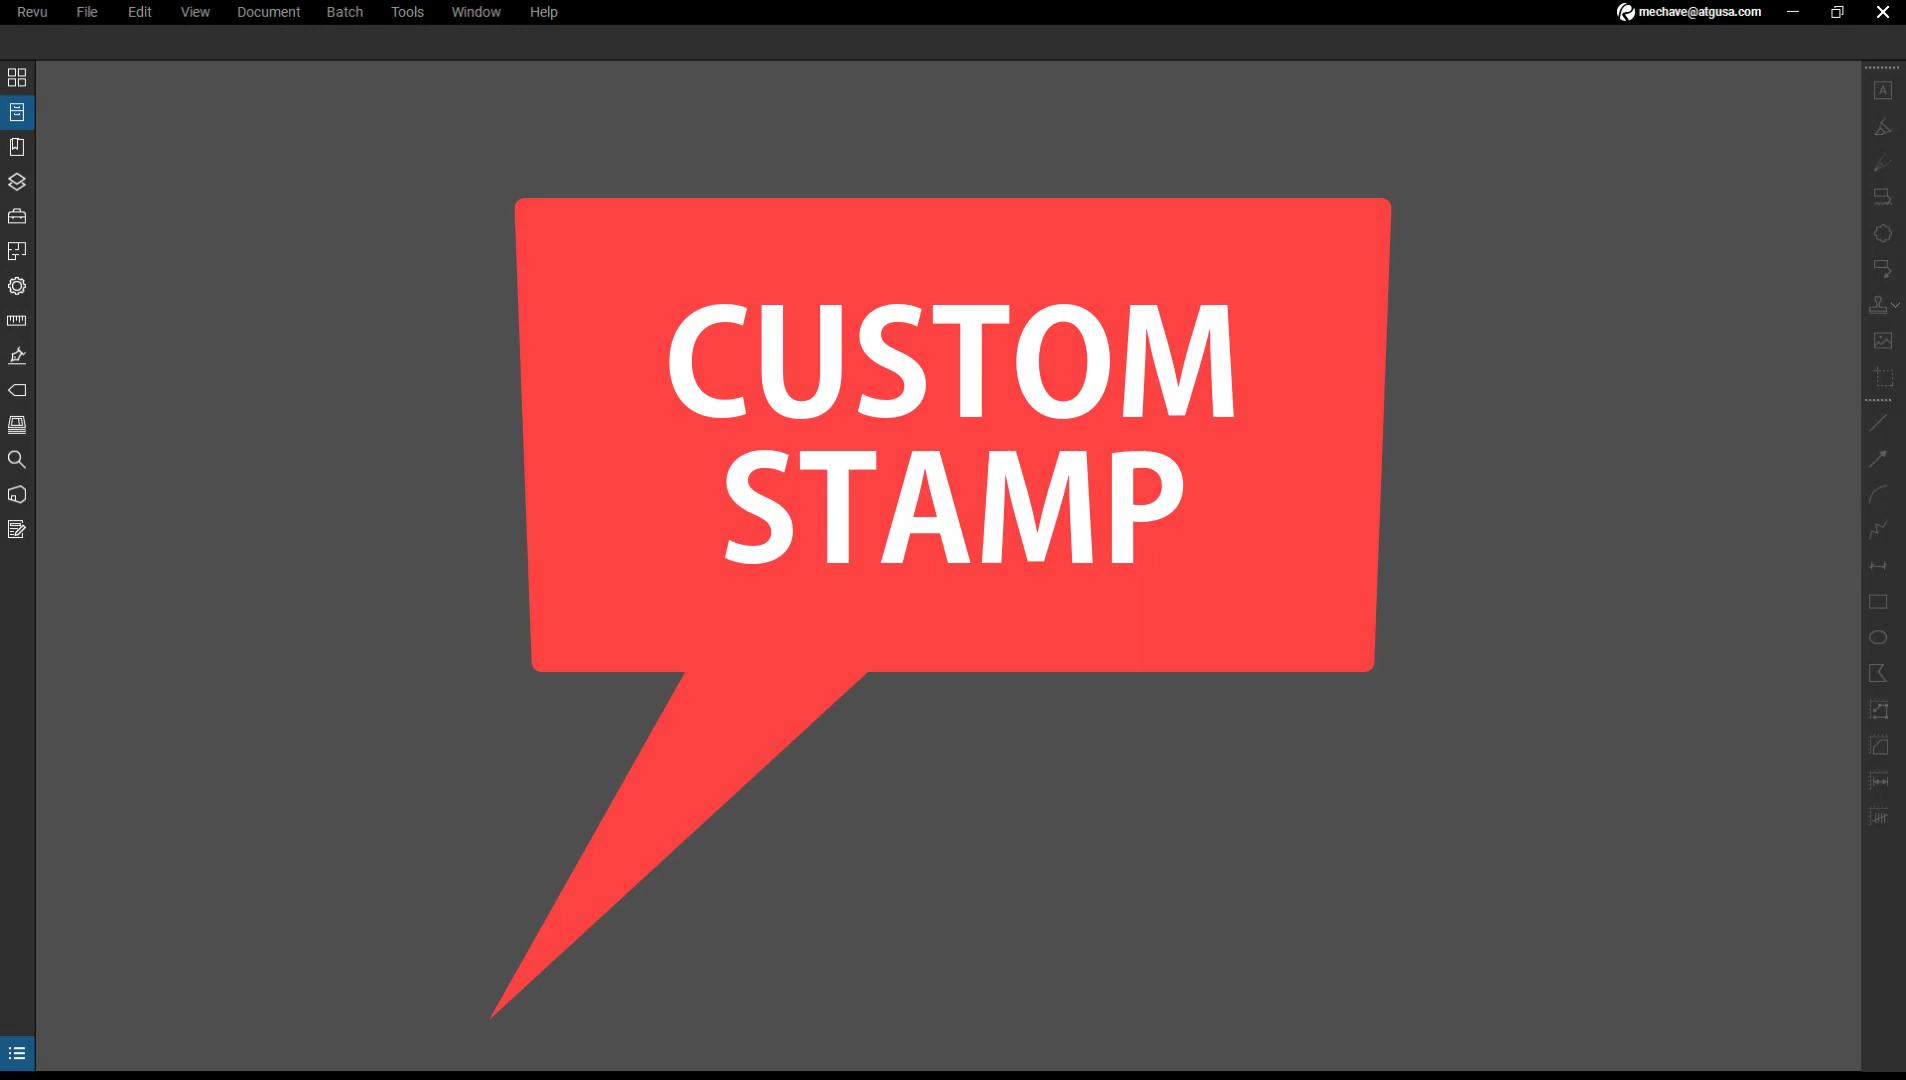 Revu File Edit View Document Batch Tools Window Help mechave@atgusa.com
A
CUSTOM
STAMP